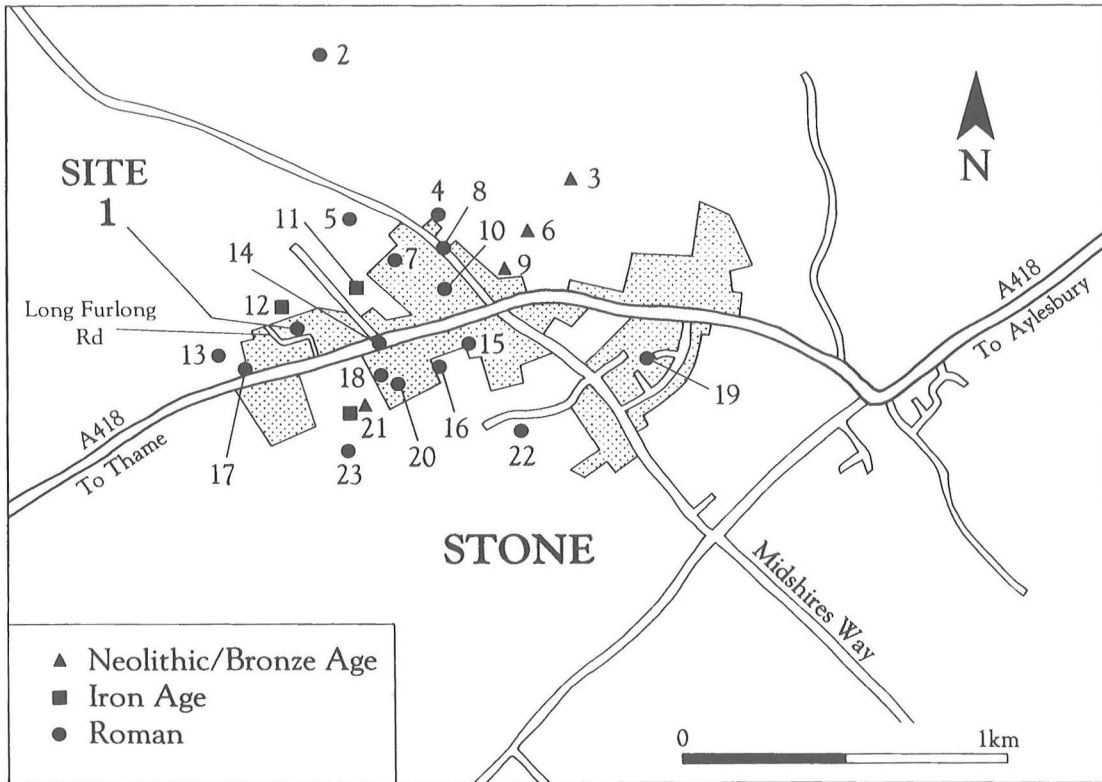 2
N
3
SITE
1
4
8
5
11
10
6
14
7
9
A418
To Aylesbury
12
Long Furlong
Rd
13
15
18
19
A418
To Thame
21
16
17
20
22
23
STONE
Midshires Way
Neolithic/Bronze Age
Iron Age
Roman
0
1km